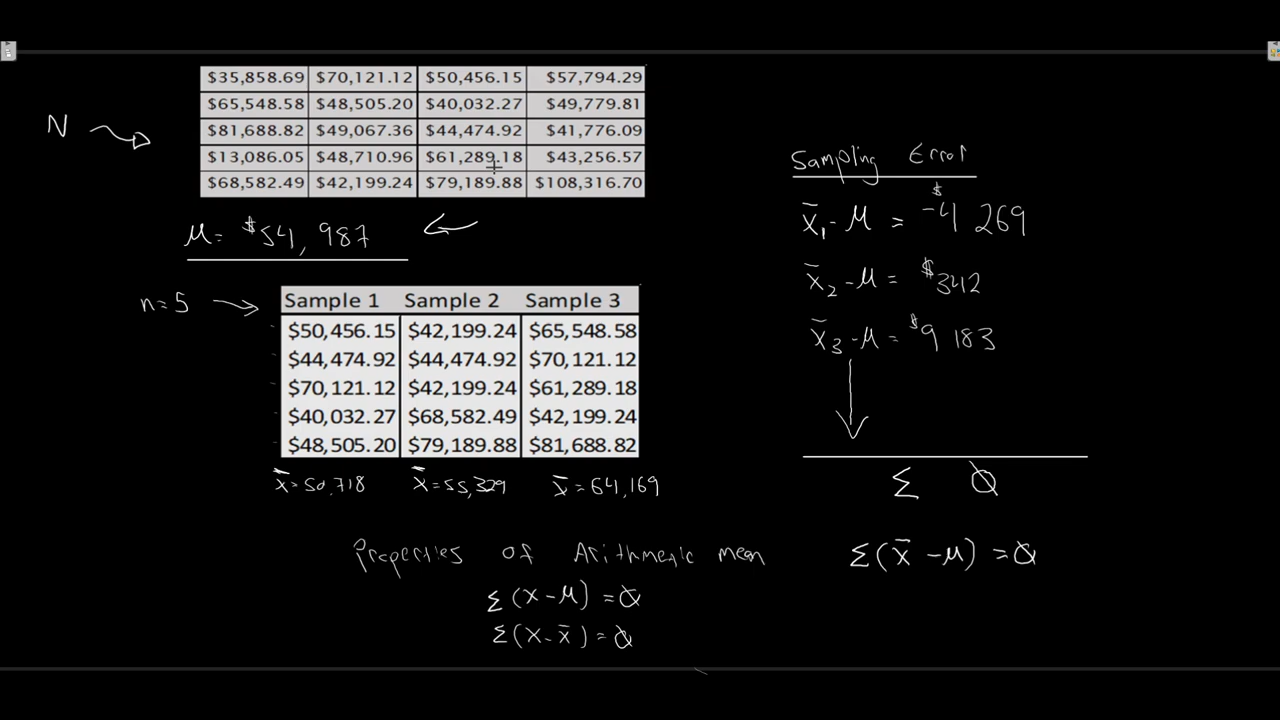 $35,858.69 $70,121.12 $50,456.15 $57,794.29
$65,548.58 $48,505.20 $40,032.27 $49,779.81
N $81,688.82 $49,067.36 $44,474.92 $41,776.09
$13,086.05 $48,710.96 $61,289.18 $43,256.57
$68,582.49 $42,199.24 $79,189.88 $108,316.70
μ= $54,987
n=5 Sample 1 Sample 2 Sample 3
$50,456.15 $42,199.24 $65,548.58
$44,474.92 $44,474.92 $70,121.12
$70,121.12 $42,199.24 $61,289.18
$40,032.27 $68,582.49 $42,199.24
$48,505.20 $79,189.88 $81,688.82
x̄=50,718 x̄=55,329 x̄=64,169
Sampling Error
x̄₁-μ = -$4 269
x̄₂-μ = $342
x̄₃-μ = $9 183
Σ 0
Properties of Arithmetic mean
Σ(x-μ) = 0
Σ(x-x̄) = 0
Σ(x̄-μ) = 0